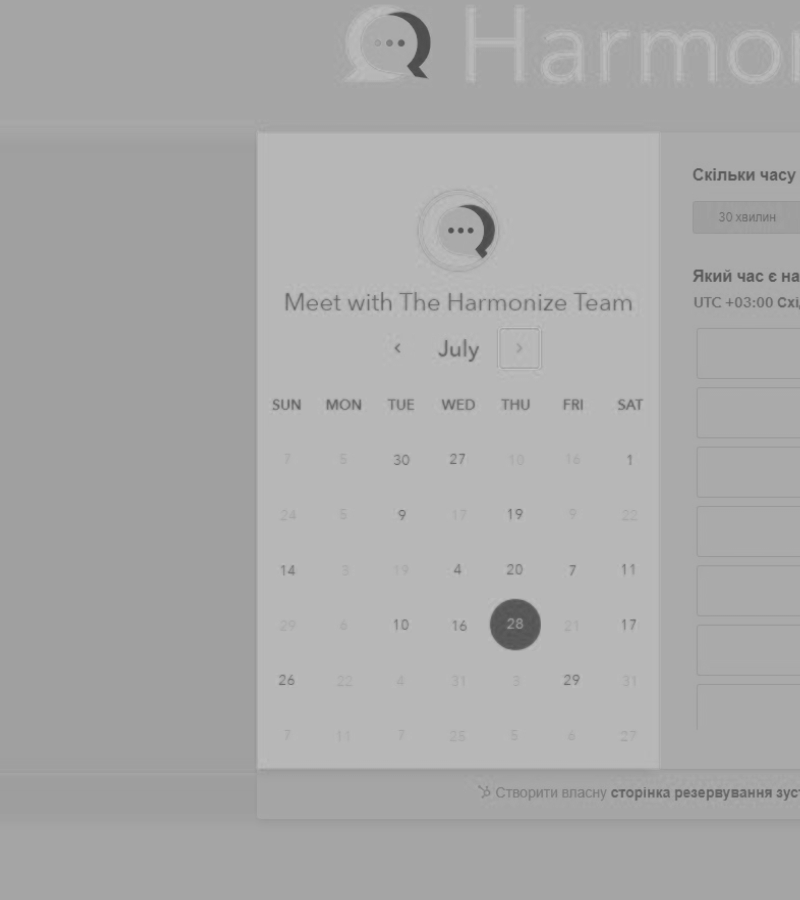 Harmon
Meet with The Harmonize Team
‹ July ›
SUN MON TUE WED THU FRI SAT
7 5 30 27 10 16 1
24 5 9 17 19 9 22
14 3 19 4 20 7 11
29 6 10 16 28 21 17
26 22 4 31 3 29 31
7 11 7 25 5 6 27
Скільки часу
30 хвилин
Який час є на
UTC +03:00 Схі
Створити власну сторінка резервування зуст